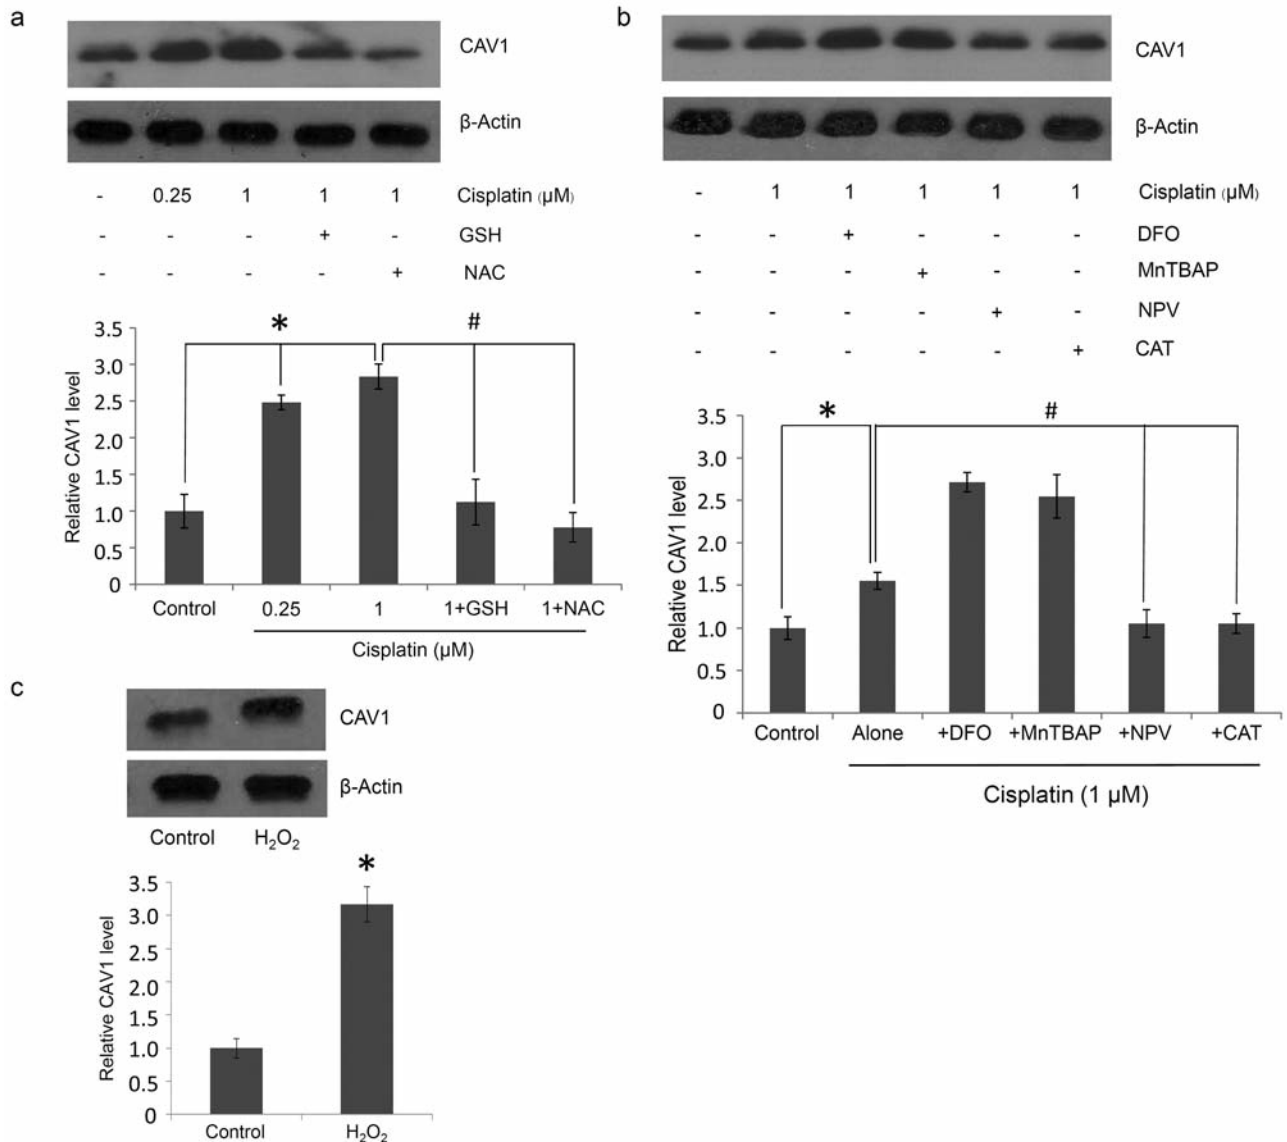 a
CAV1
β-Actin
- 0.25 1 1 1 Cisplatin (µM)
- - - + - GSH
- - - - + NAC
Relative CAV1 level
3.5
3.0
2.5
2.0
1.5
1.0
0.5
0
* #
Control 0.25 1 1+GSH 1+NAC
Cisplatin (µM)
b
CAV1
β-Actin
- 1 1 1 1 1 Cisplatin (µM)
- - + - - - DFO
- - - + - - MnTBAP
- - - - + - NPV
- - - - - + CAT
Relative CAV1 level
3.5
3.0
2.5
2.0
1.5
1.0
0.5
0
* #
Control Alone +DFO +MnTBAP +NPV +CAT
Cisplatin (1 µM)
c
CAV1
β-Actin
Control H₂O₂
Relative CAV1 level
3.5
3.0
2.5
2.0
1.5
1.0
0.5
0
*
Control H₂O₂